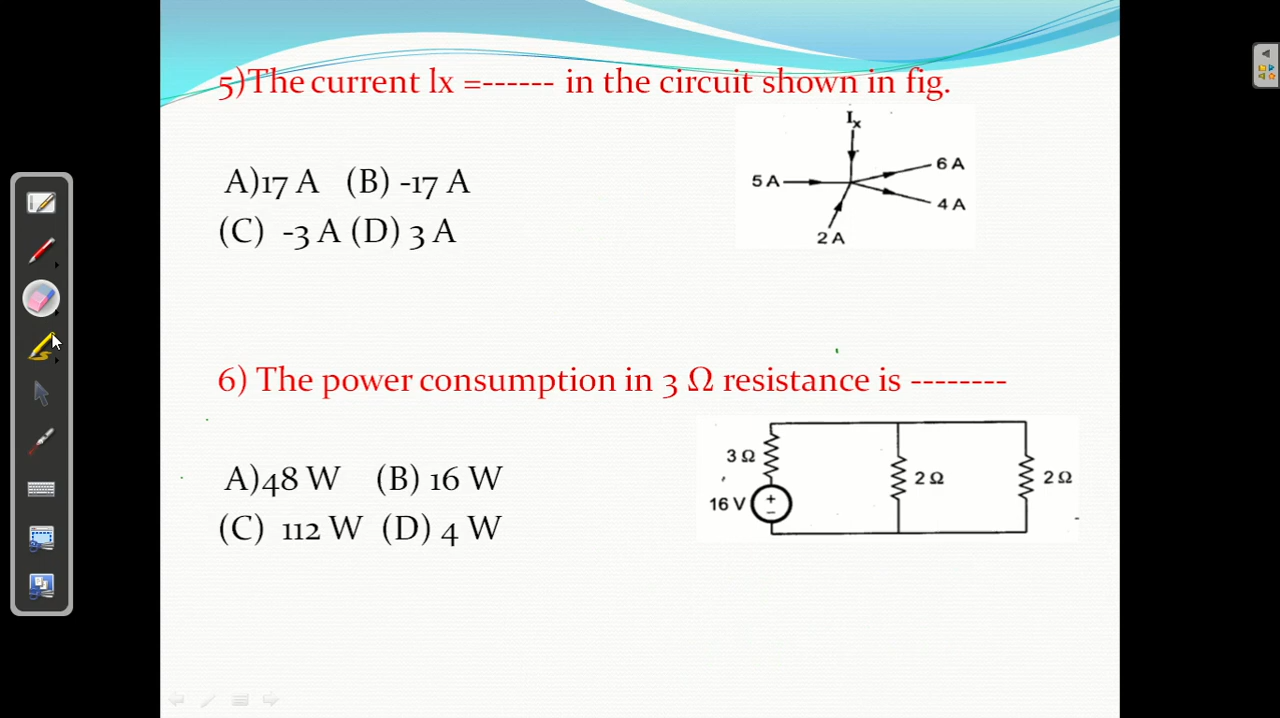 5)The current lx =------ in the circuit shown in fig.
A)17 A (B) -17 A
(C) -3 A (D) 3 A
Ix
5 A
6 A
4 A
2 A
6) The power consumption in 3 Ω resistance is --------
A)48 W (B) 16 W
(C) 112 W (D) 4 W
3 Ω
16 V
+
−
2 Ω
2 Ω